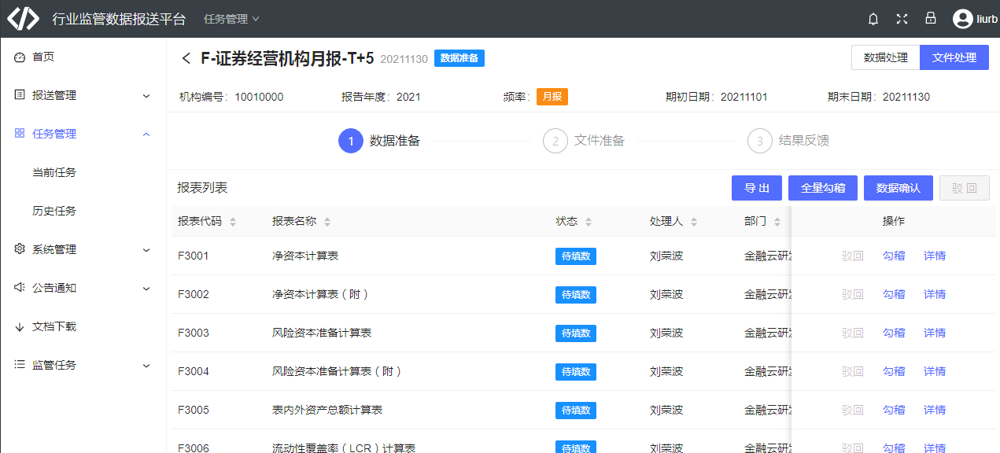 行业监管数据报送平台 任务管理 liurb
首页
报送管理
任务管理
当前任务
历史任务
系统管理
公告通知
文档下载
监管任务
F-证券经营机构月报-T+5 20211130 数据准备 数据处理 文件处理
机构编号: 10010000 报告年度: 2021 频率: 月报 期初日期: 20211101 期末日期: 20211130
1 数据准备 2 文件准备 3 结果反馈
报表列表 导 出 全量勾稽 数据确认 驳 回
报表代码 报表名称 状态 处理人 部门 操作
F3001 净资本计算表 待填数 刘荣波 金融云研 驳回 勾稽 详情
F3002 净资本计算表（附） 待填数 刘荣波 金融云研 驳回 勾稽 详情
F3003 风险资本准备计算表 待填数 刘荣波 金融云研 驳回 勾稽 详情
F3004 风险资本准备计算表（附） 待填数 刘荣波 金融云研 驳回 勾稽 详情
F3005 表内外资产总额计算表 待填数 刘荣波 金融云研 驳回 勾稽 详情
F3006 流动性覆盖率（LCR）计算表 待填数 刘荣波 金融云研 驳回 勾稽 详情